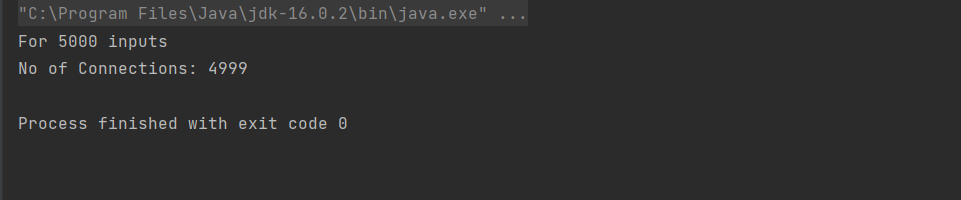 "C:\Program Files\Java\jdk-16.0.2\bin\java.exe" ...
For 5000 inputs
No of Connections: 4999
Process finished with exit code 0